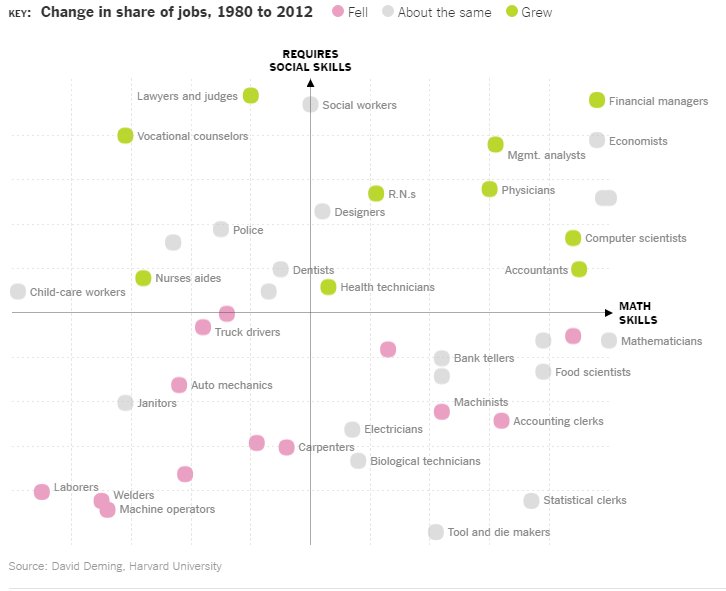 KEY: Change in share of jobs, 1980 to 2012 Fell About the same Grew
REQUIRES
SOCIAL SKILLS
Lawyers and judges
Social workers
Financial managers
Vocational counselors
Economists
Mgmt. analysts
R.N.s
Physicians
Designers
Police
Computer scientists
Dentists
Accountants
Nurses aides
Health technicians
Child-care workers
MATH
SKILLS
Truck drivers
Mathematicians
Bank tellers
Food scientists
Auto mechanics
Janitors
Machinists
Accounting clerks
Electricians
Carpenters
Biological technicians
Laborers
Welders
Machine operators
Statistical clerks
Tool and die makers
Source: David Deming, Harvard University